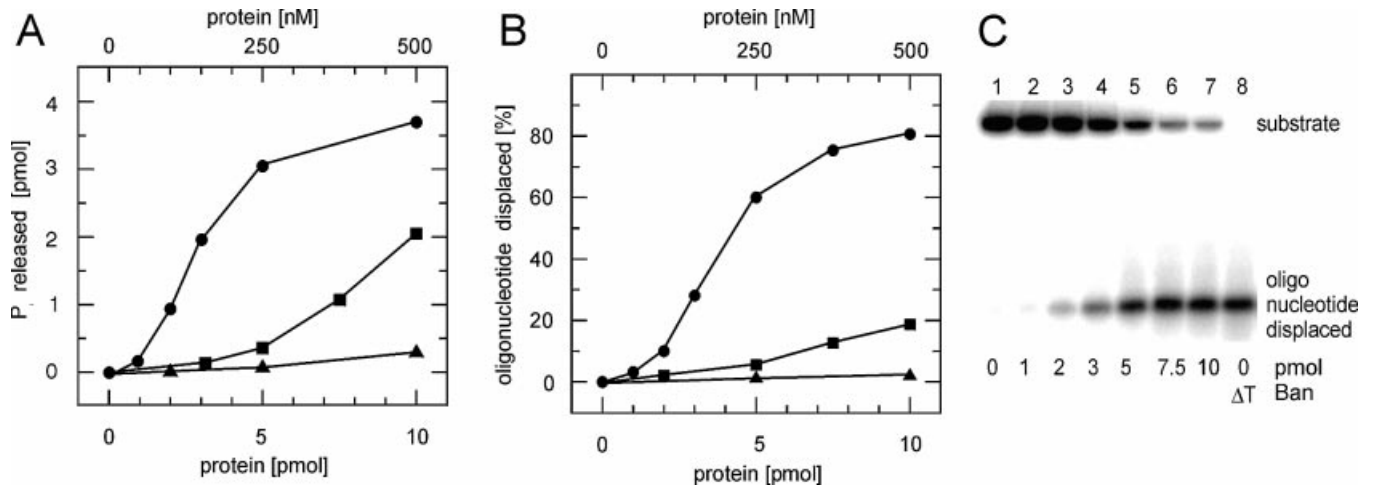 A
protein [nM]
0 250 500
P. released [pmol]
4
3
2
1
0
0 5 10
protein [pmol]
B
protein [nM]
0 250 500
oligonucleotide displaced [%]
80
60
40
20
0
0 5 10
protein [pmol]
C
1 2 3 4 5 6 7 8
substrate
oligo
nucleotide
displaced
0 1 2 3 5 7.5 10 0 pmol
ΔT Ban